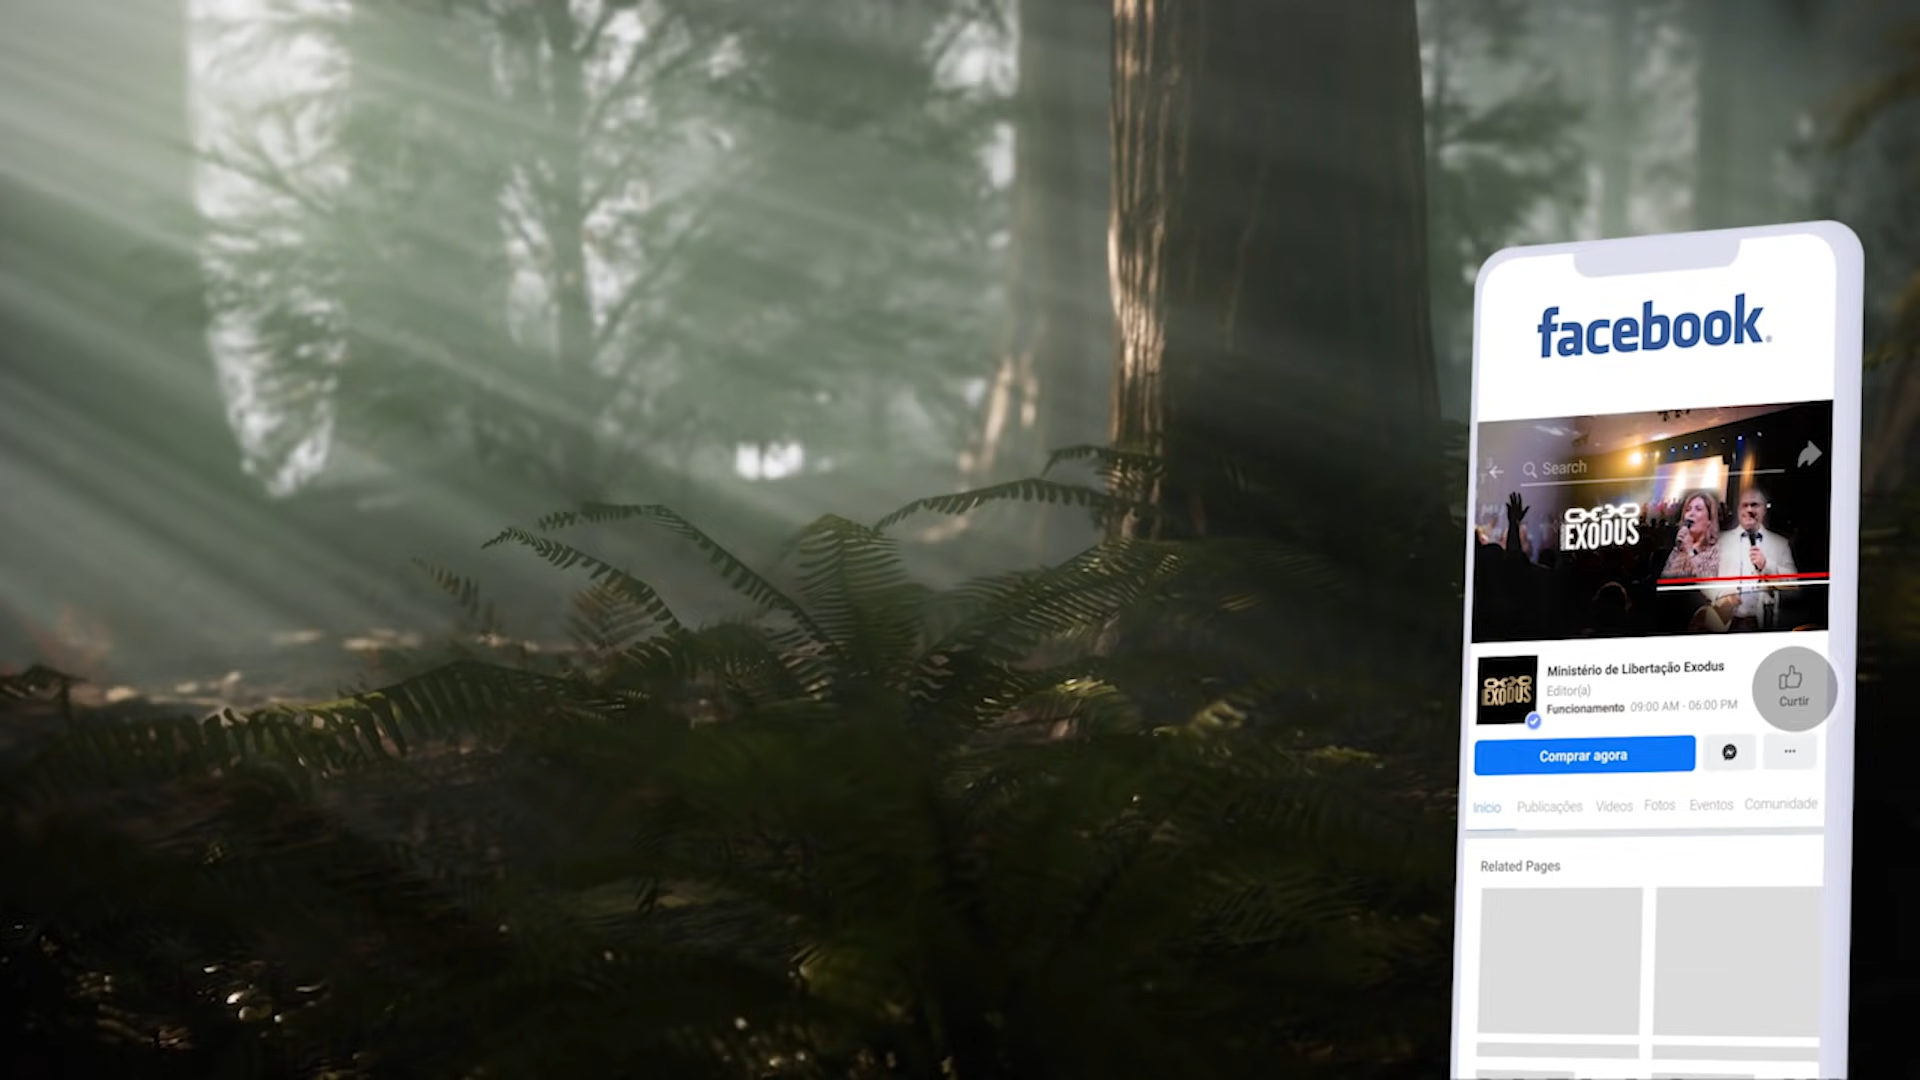 facebook
Search
EXODUS
EXODUS
Ministério de Libertação Exodus
Editor(a)
Funcionamento 09:00 AM - 06:00 PM
Curtir
Comprar agora
Início Publicações Vídeos Fotos Eventos Comunidade
Related Pages